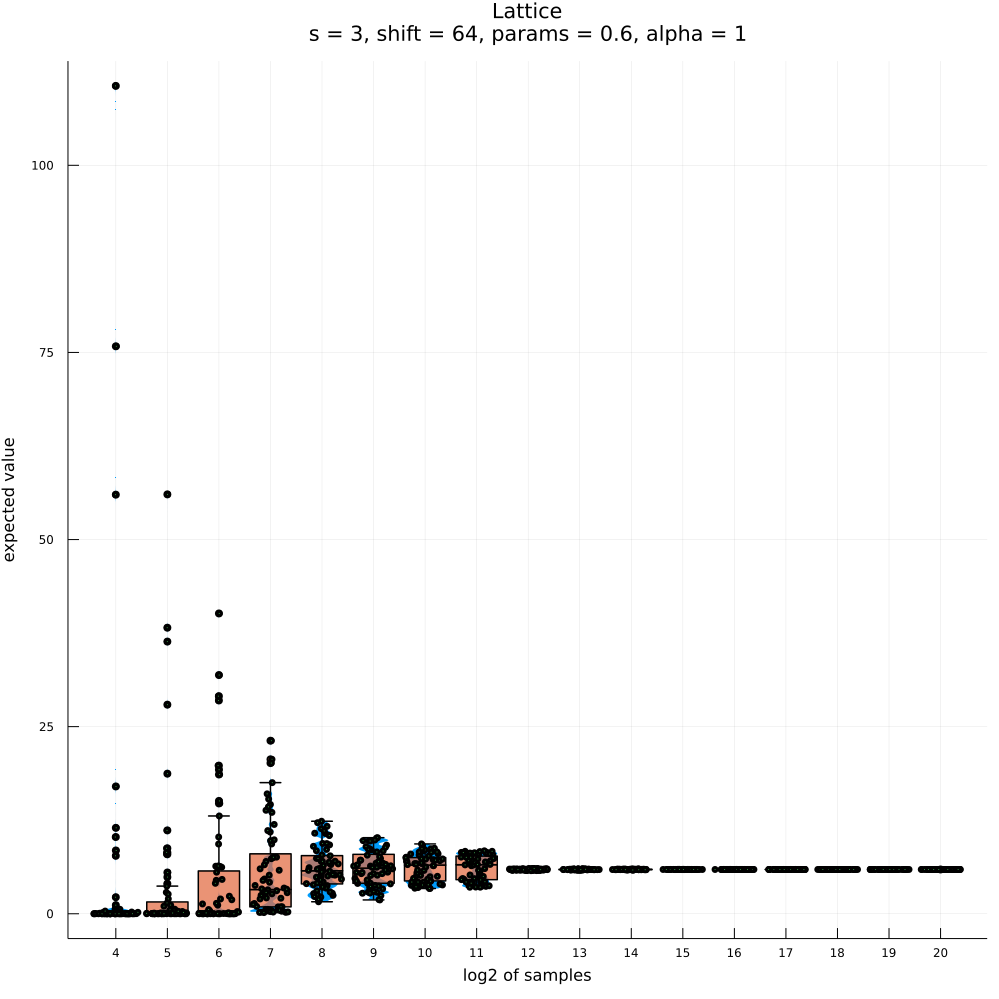 Lattice
s = 3, shift = 64, params = 0.6, alpha = 1
expected value
100
75
50
25
0
4 5 6 7 8 9 10 11 12 13 14 15 16 17 18 19 20
log2 of samples